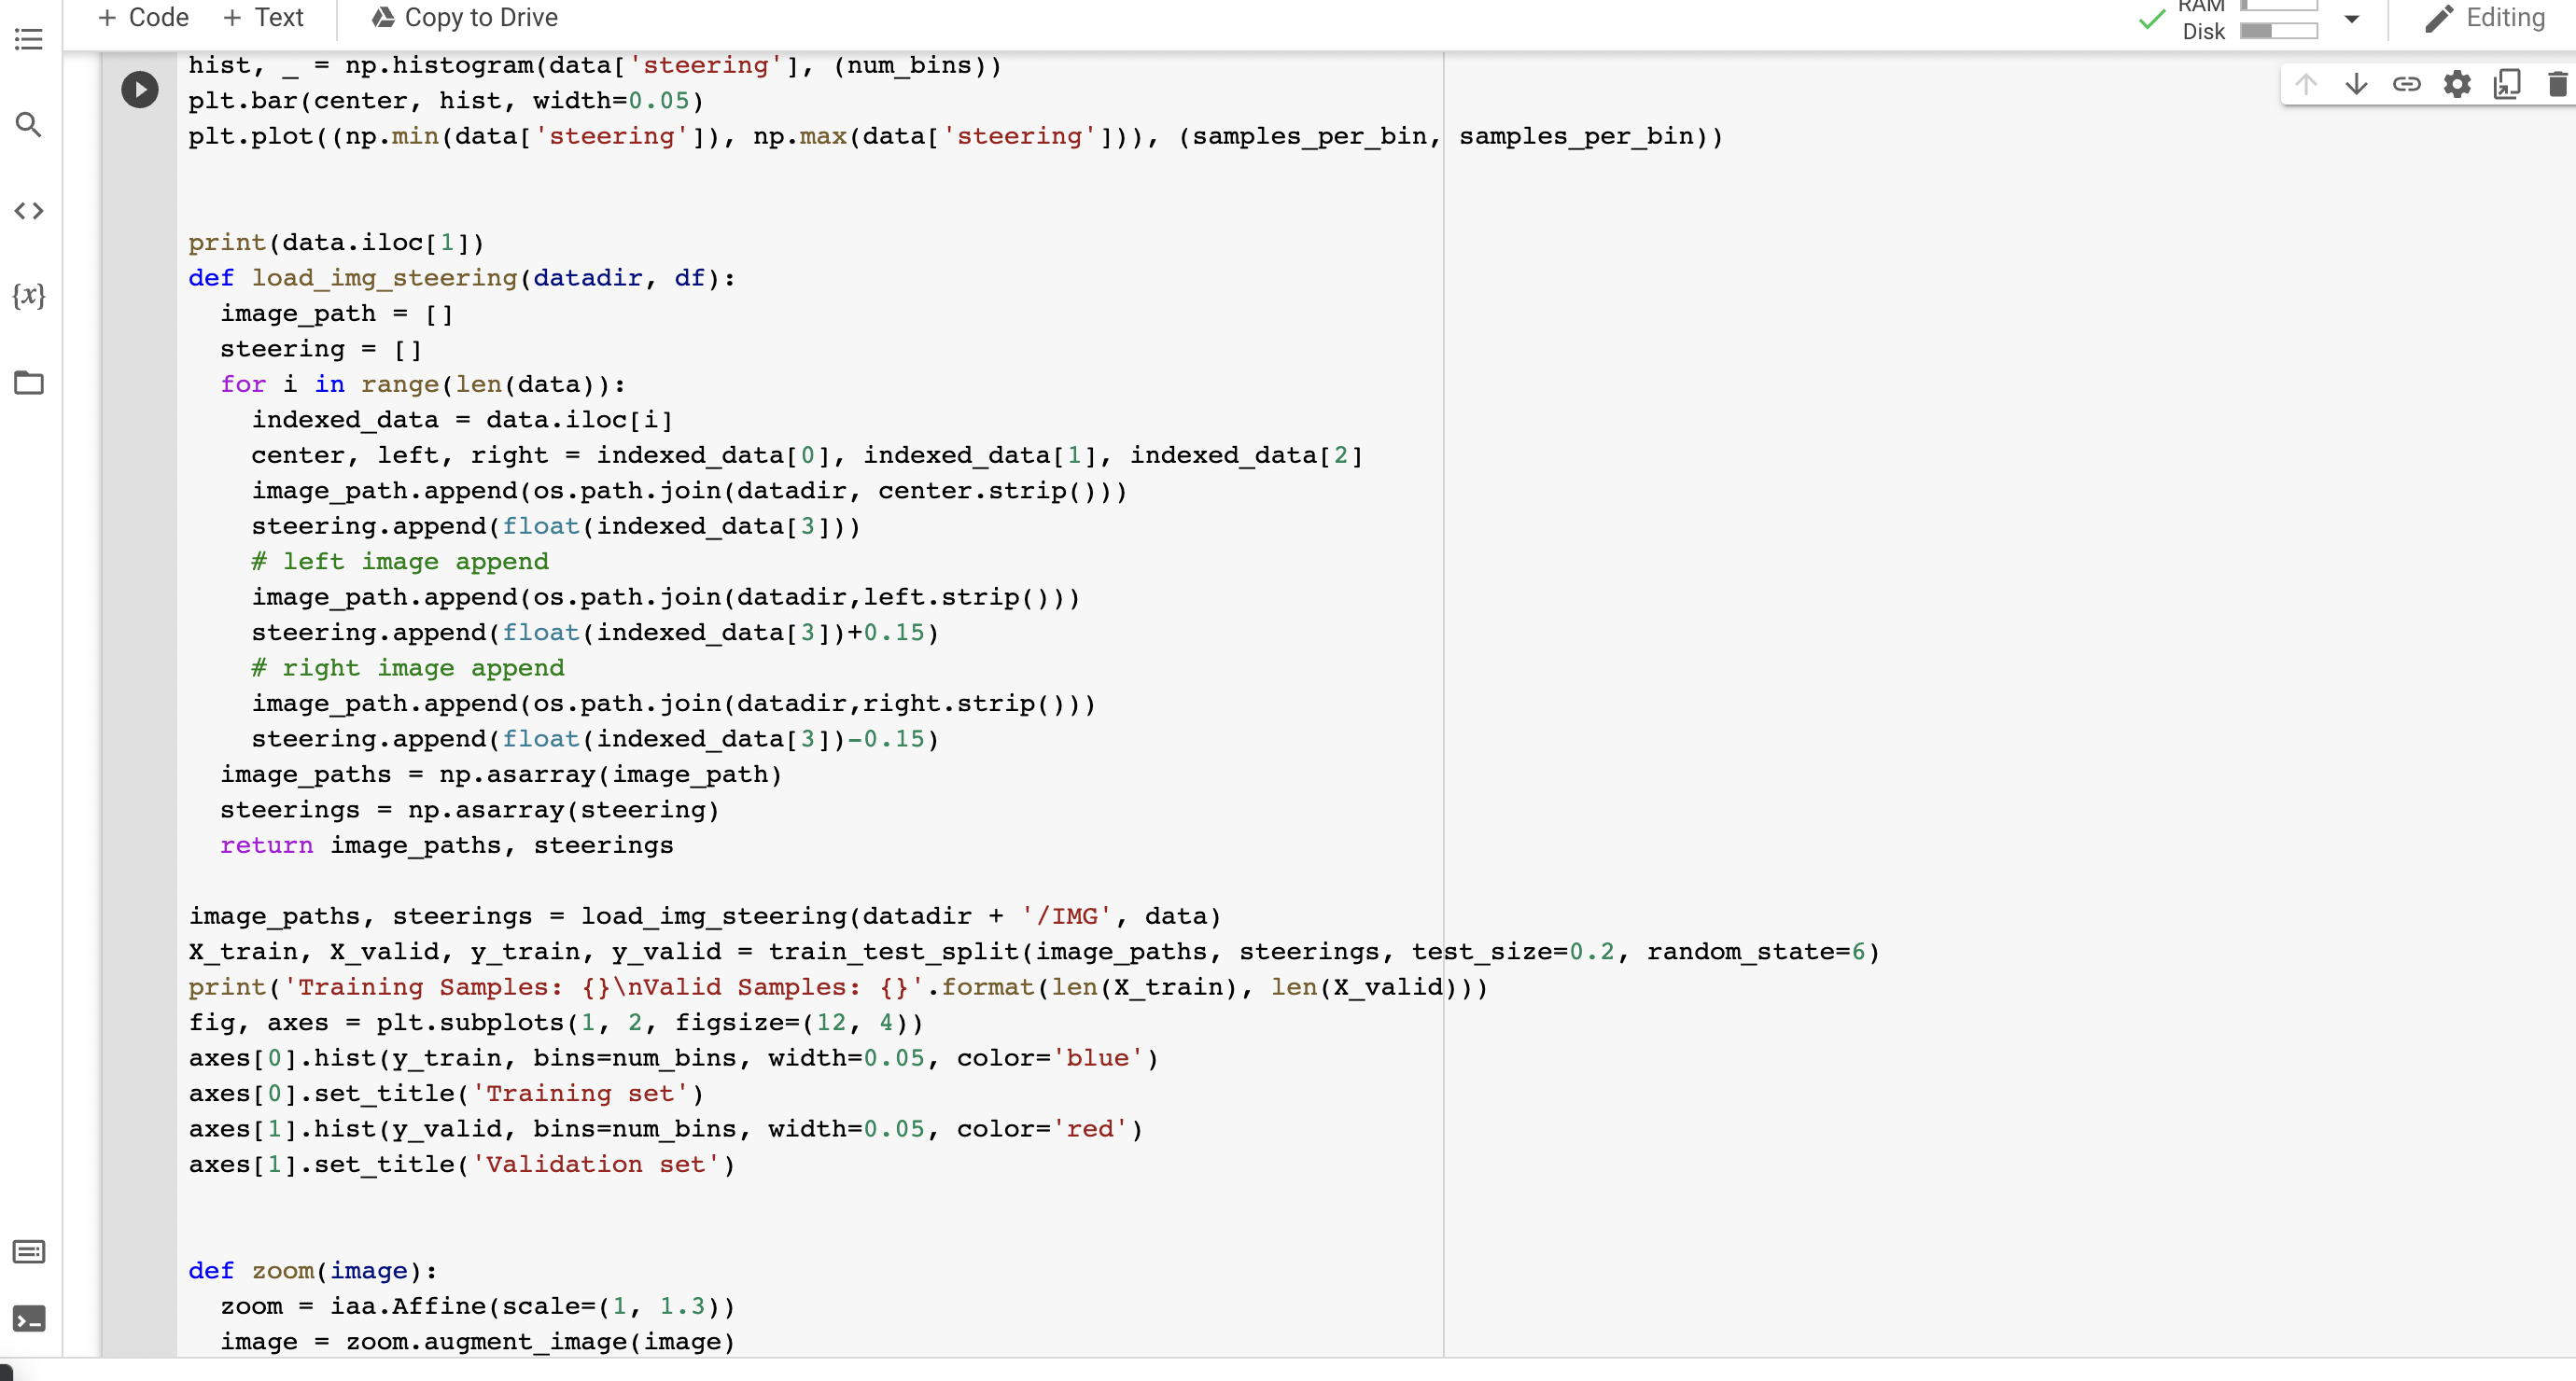 + Code + Text Copy to Drive
RAM
Disk
Editing
hist, _ = np.histogram(data['steering'], (num_bins))
plt.bar(center, hist, width=0.05)
plt.plot((np.min(data['steering']), np.max(data['steering'])), (samples_per_bin, samples_per_bin))
print(data.iloc[1])
def load_img_steering(datadir, df):
  image_path = []
  steering = []
  for i in range(len(data)):
    indexed_data = data.iloc[i]
    center, left, right = indexed_data[0], indexed_data[1], indexed_data[2]
    image_path.append(os.path.join(datadir, center.strip()))
    steering.append(float(indexed_data[3]))
    # left image append
    image_path.append(os.path.join(datadir,left.strip()))
    steering.append(float(indexed_data[3])+0.15)
    # right image append
    image_path.append(os.path.join(datadir,right.strip()))
    steering.append(float(indexed_data[3])-0.15)
  image_paths = np.asarray(image_path)
  steerings = np.asarray(steering)
  return image_paths, steerings
image_paths, steerings = load_img_steering(datadir + '/IMG', data)
X_train, X_valid, y_train, y_valid = train_test_split(image_paths, steerings, test_size=0.2, random_state=6)
print('Training Samples: {}\nValid Samples: {}'.format(len(X_train), len(X_valid)))
fig, axes = plt.subplots(1, 2, figsize=(12, 4))
axes[0].hist(y_train, bins=num_bins, width=0.05, color='blue')
axes[0].set_title('Training set')
axes[1].hist(y_valid, bins=num_bins, width=0.05, color='red')
axes[1].set_title('Validation set')
def zoom(image):
  zoom = iaa.Affine(scale=(1, 1.3))
  image = zoom.augment_image(image)